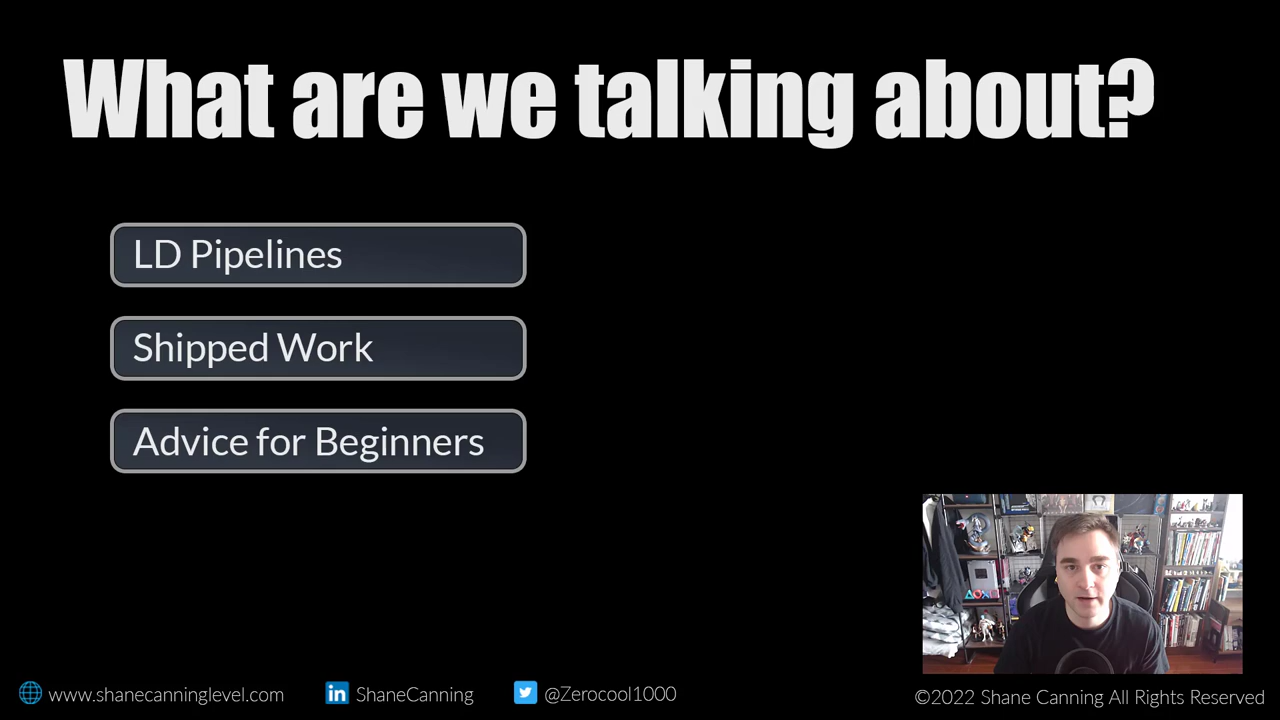 What are we talking about?
LD Pipelines
Shipped Work
Advice for Beginners
www.shanecanninglevel.com
ShaneCanning
@Zerocool1000
©2022 Shane Canning All Rights Reserved